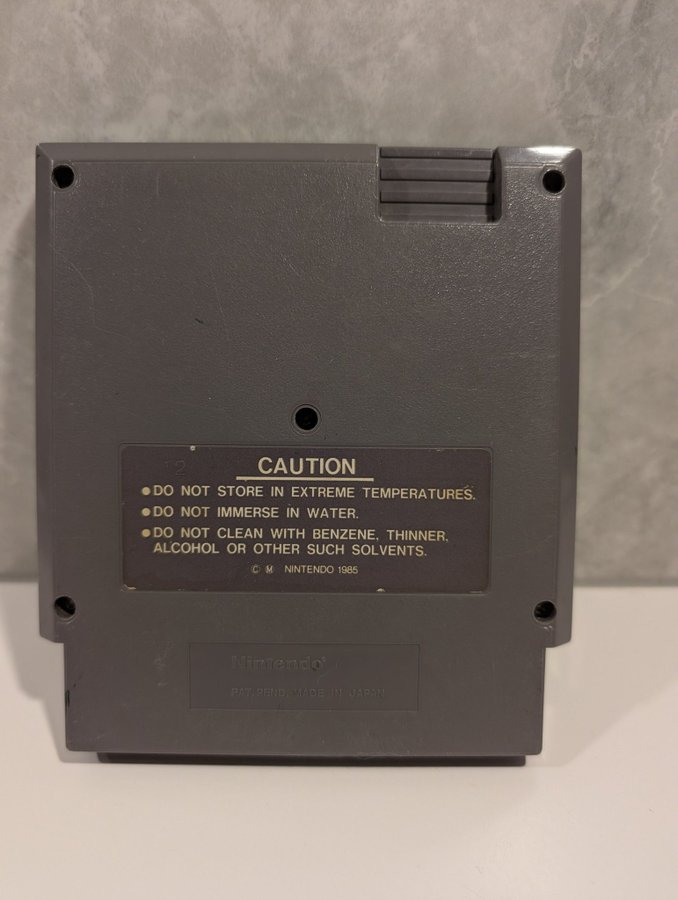 12
CAUTION
●DO NOT STORE IN EXTREME TEMPERATURES.
●DO NOT IMMERSE IN WATER.
●DO NOT CLEAN WITH BENZENE, THINNER,
ALCOHOL OR OTHER SUCH SOLVENTS.
Ⓒ Ⓜ NINTENDO 1985
Nintendo®
PAT. PEND. MADE IN JAPAN